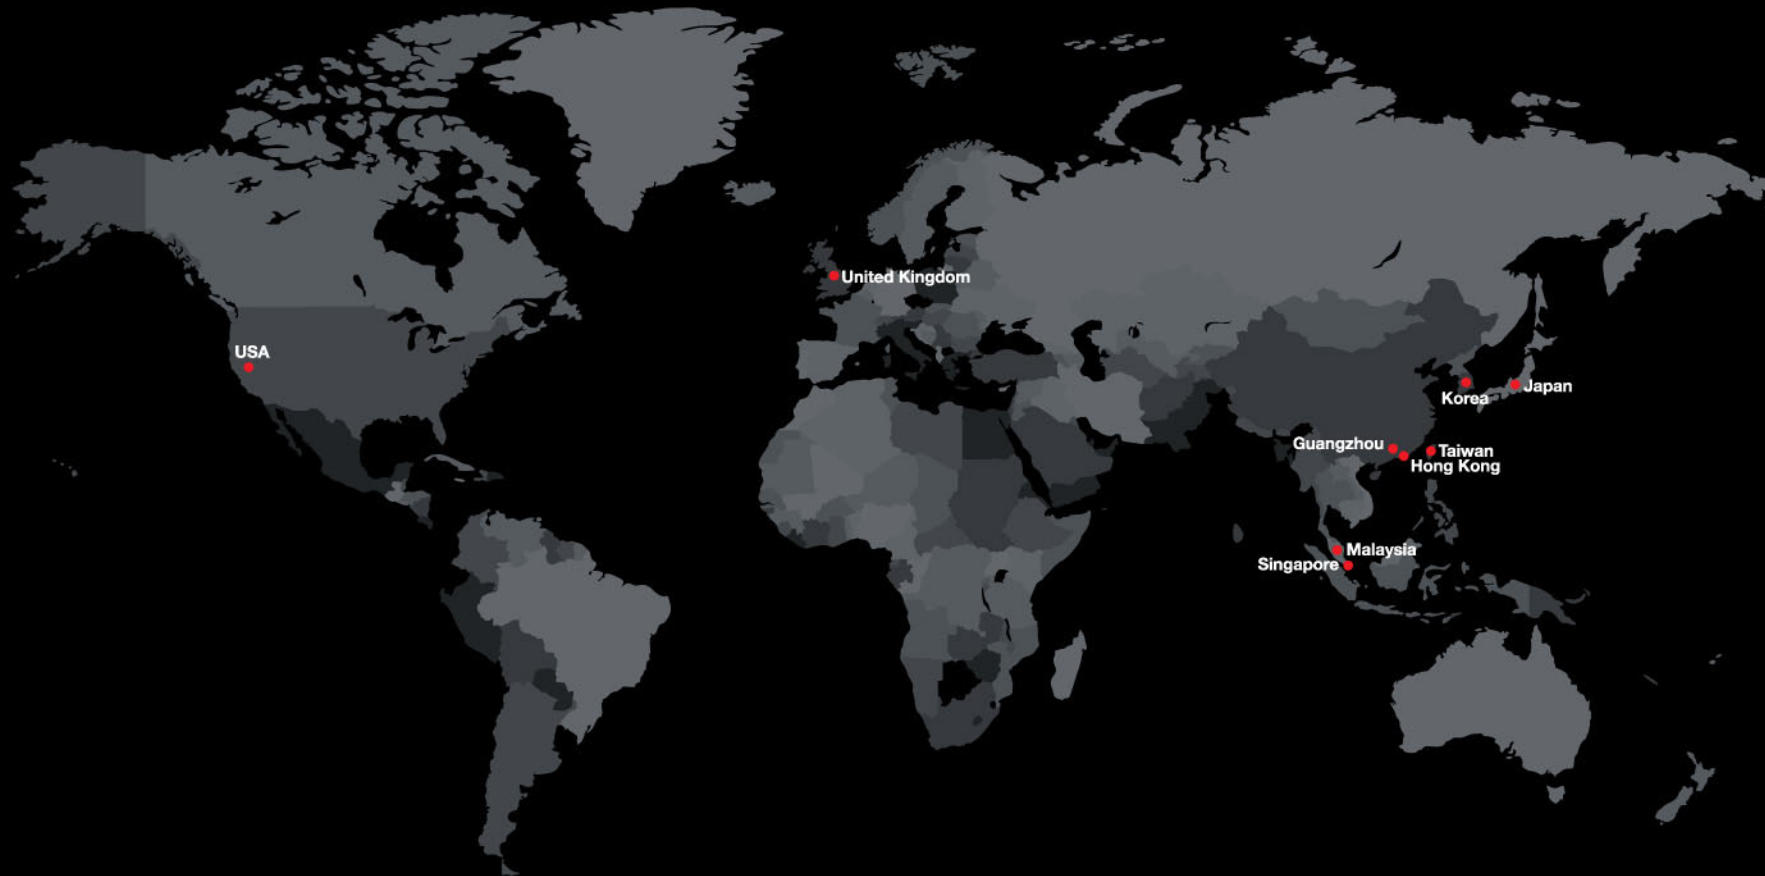 United Kingdom
USA
Korea
Japan
Guangzhou
Taiwan
Hong Kong
Malaysia
Singapore